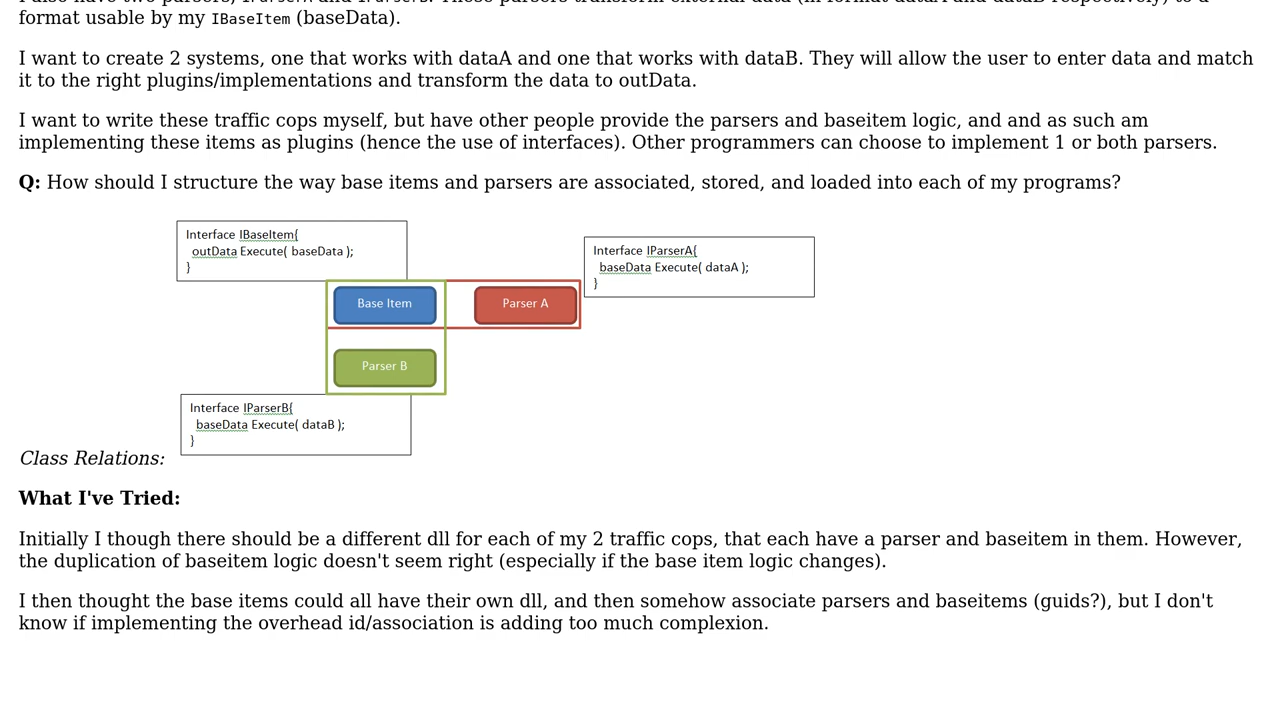 format usable by my IBaseItem (baseData).
I want to create 2 systems, one that works with dataA and one that works with dataB. They will allow the user to enter data and match
it to the right plugins/implementations and transform the data to outData.
I want to write these traffic cops myself, but have other people provide the parsers and baseitem logic, and and as such am
implementing these items as plugins (hence the use of interfaces). Other programmers can choose to implement 1 or both parsers.
Q: How should I structure the way base items and parsers are associated, stored, and loaded into each of my programs?
Interface IBaseItem{
outData Execute( baseData );
}
Interface IParserA{
baseData Execute( dataA );
}
Base Item
Parser A
Parser B
Interface IParserB{
baseData Execute( dataB );
}
Class Relations:
What I've Tried:
Initially I though there should be a different dll for each of my 2 traffic cops, that each have a parser and baseitem in them. However,
the duplication of baseitem logic doesn't seem right (especially if the base item logic changes).
I then thought the base items could all have their own dll, and then somehow associate parsers and baseitems (guids?), but I don't
know if implementing the overhead id/association is adding too much complexion.